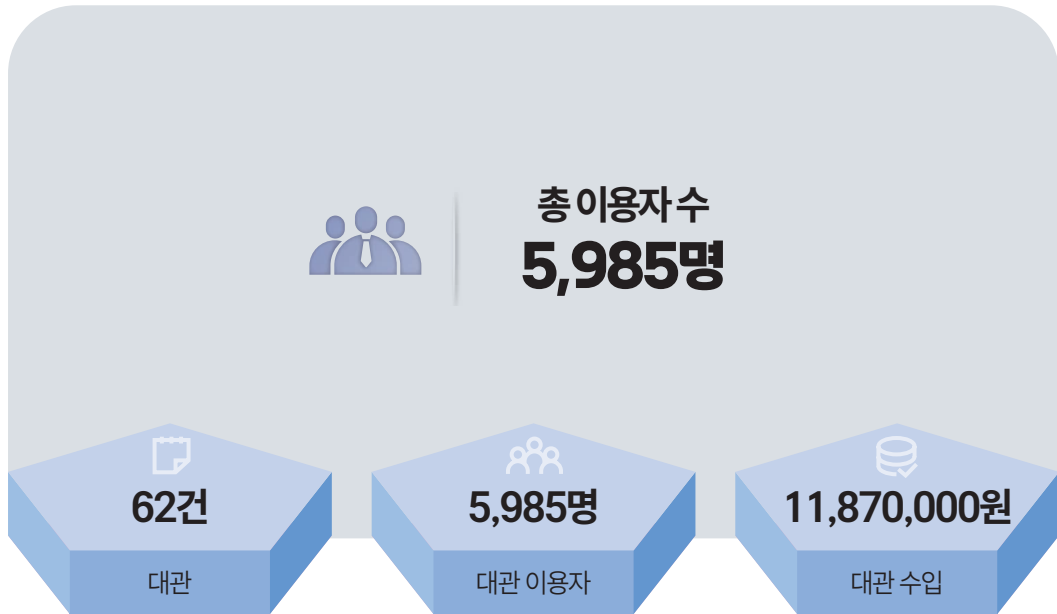 총 이용자 수
5,985명
62건
대관
5,985명
대관 이용자
11,870,000원
대관 수입